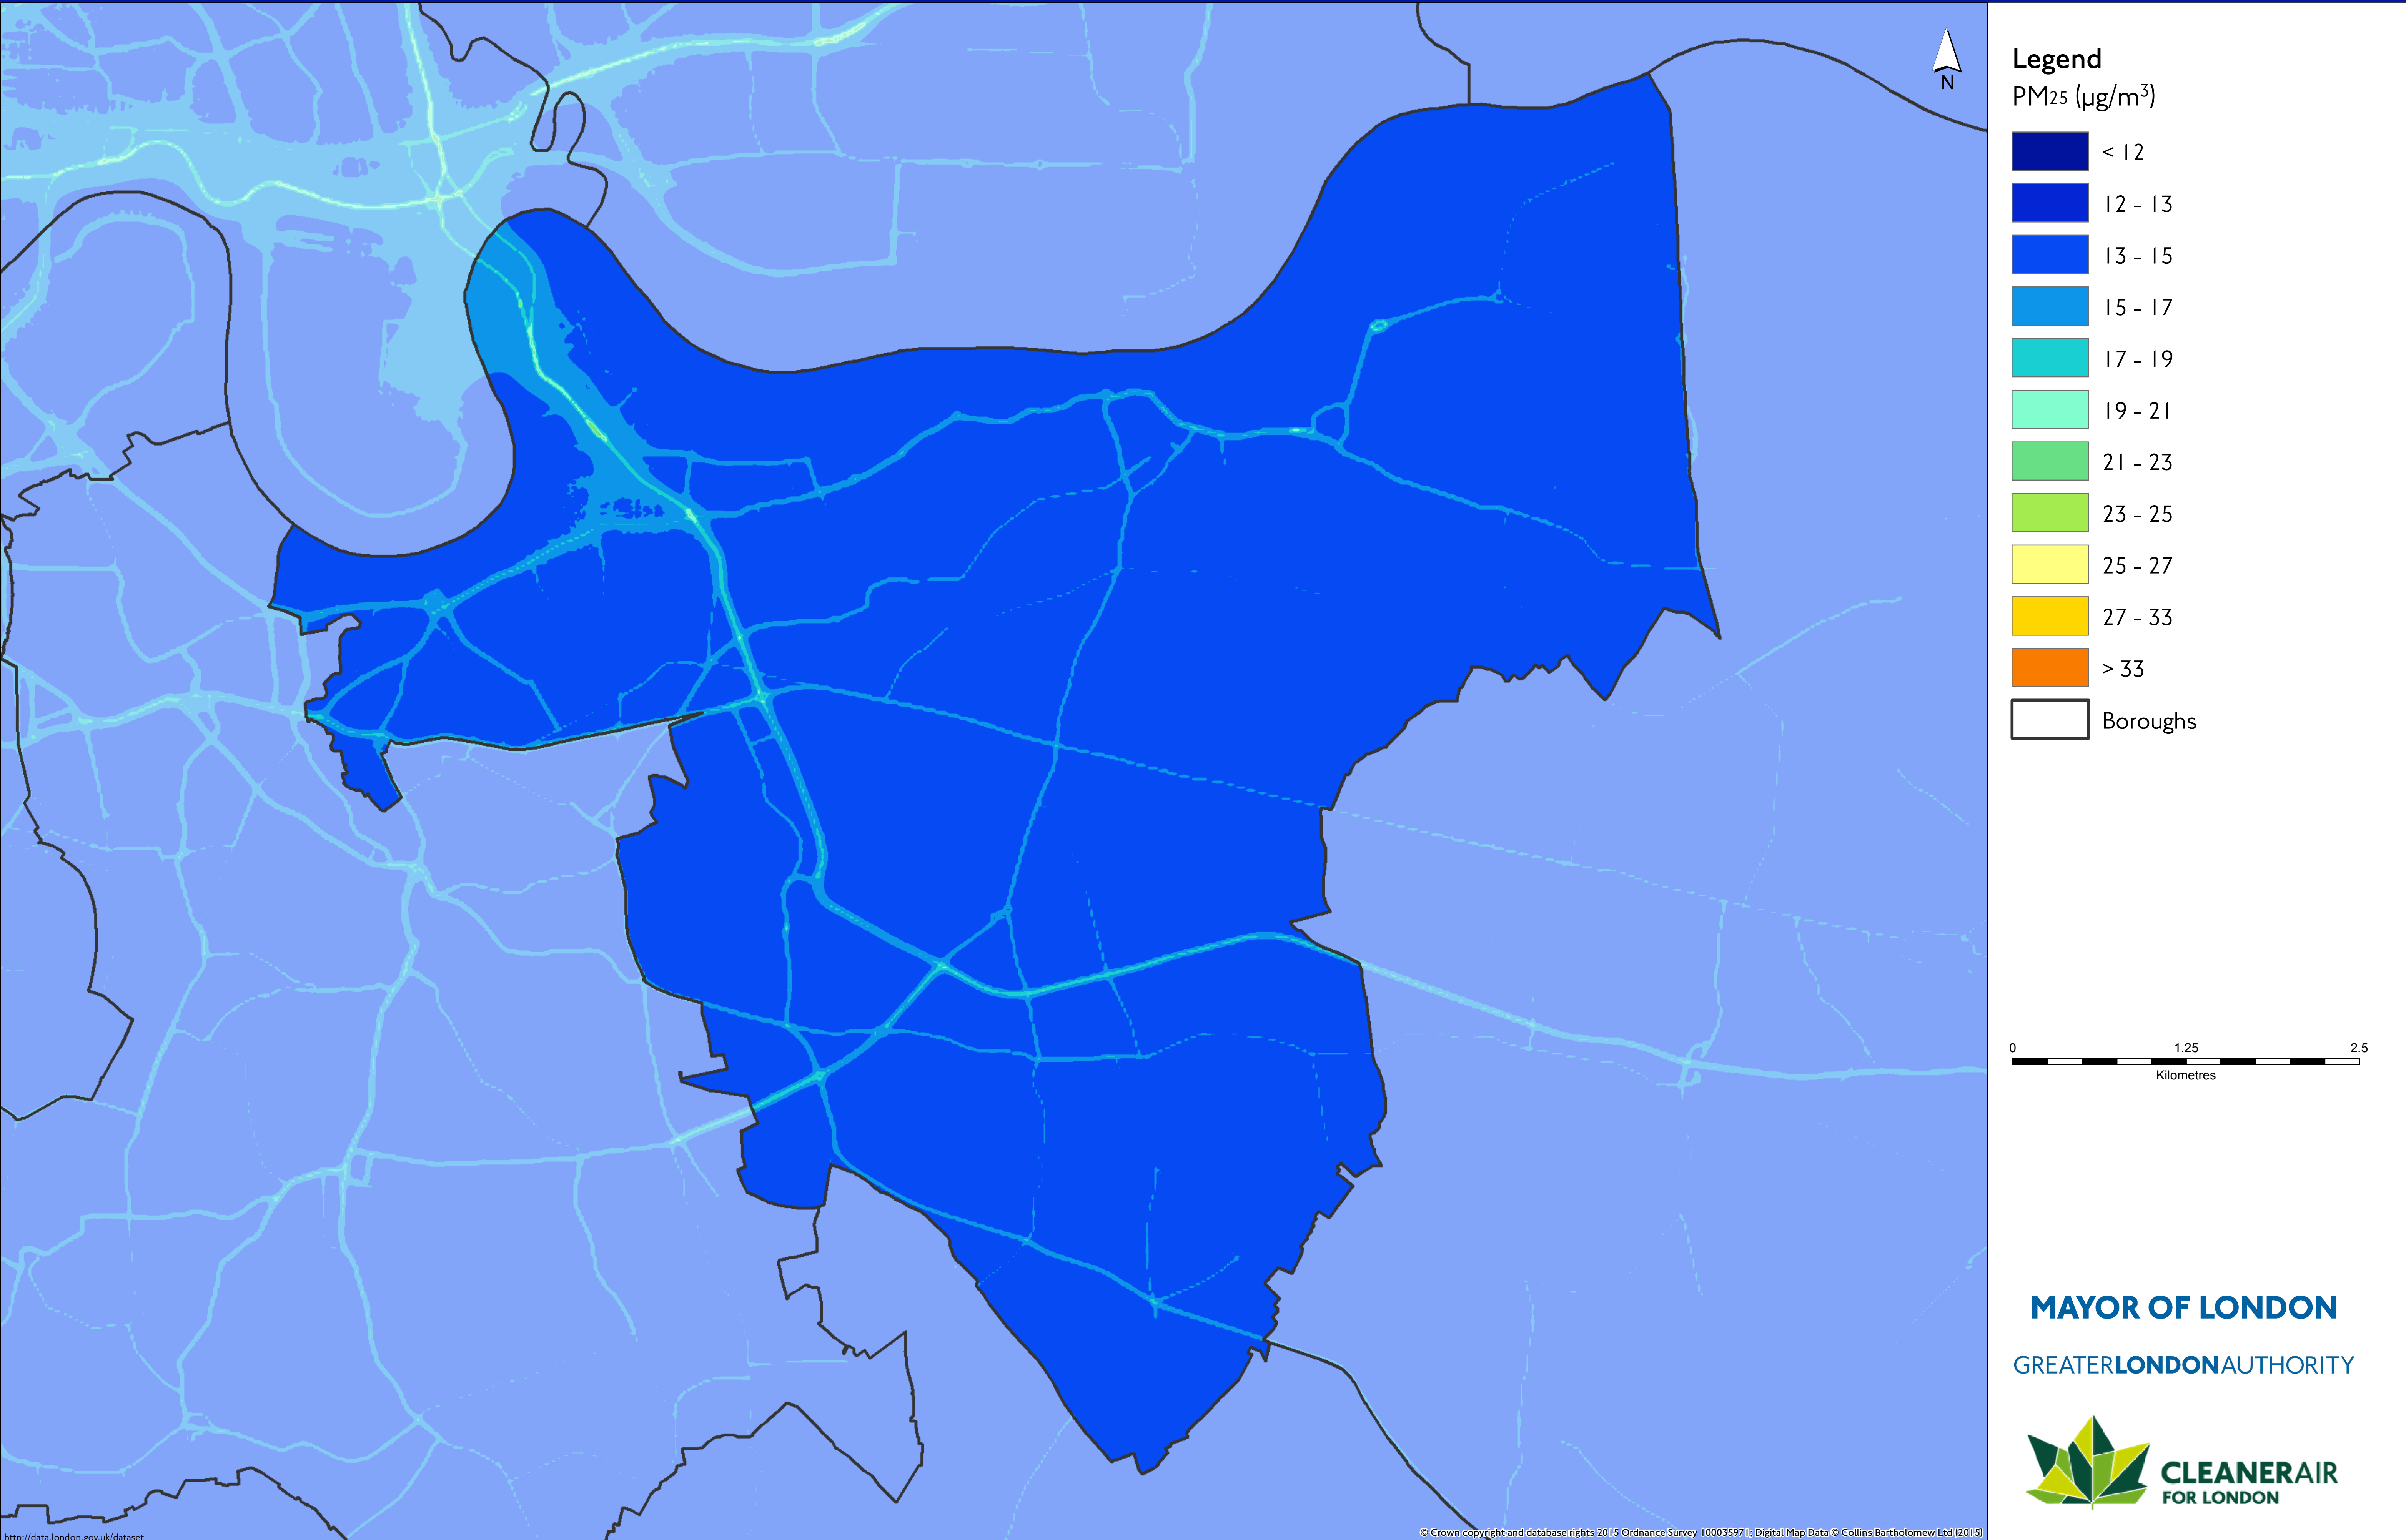 N
Legend
PM25 (µg/m3)
< 12
12 - 13
13 - 15
15 - 17
17 - 19
19 - 21
21 - 23
23 - 25
25 - 27
27 - 33
> 33
Boroughs
0 1.25 2.5
Kilometres
MAYOR OF LONDON
GREATERLONDONAUTHORITY
CLEANERAIR
FOR LONDON
http://data.london.gov.uk/dataset
© Crown copyright and database rights 2015 Ordnance Survey 100035971; Digital Map Data © Collins Bartholomew Ltd (2015)